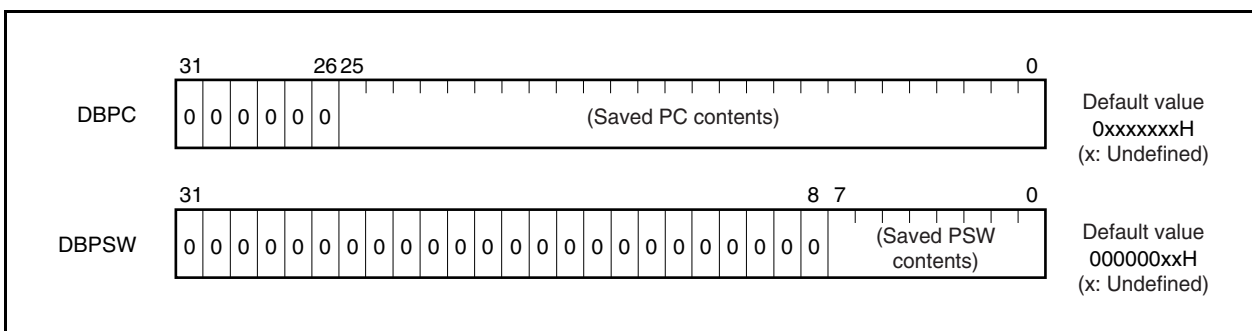 31 26 25 0
DBPC 0 0 0 0 0 0 (Saved PC contents) Default value
0xxxxxxxH
(x: Undefined)
31 8 7 0
DBPSW 0 0 0 0 0 0 0 0 0 0 0 0 0 0 0 0 0 0 0 0 0 0 0 0 (Saved PSW
contents) Default value
000000xxH
(x: Undefined)